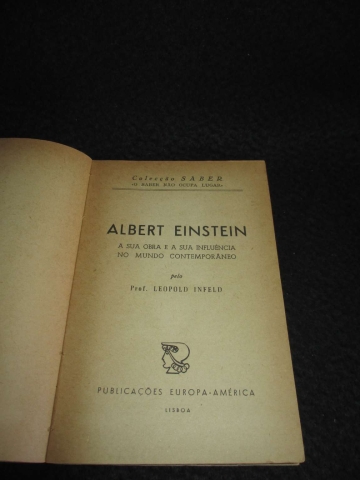 Colecção SABER
«O SABER NÃO OCUPA LUGAR»
ALBERT EINSTEIN
A SUA OBRA E A SUA INFLUÊNCIA
NO MUNDO CONTEMPORÂNEO
pelo
Prof. LEOPOLD INFELD
PUBLICAÇÕES EUROPA-AMÉRICA
LISBOA